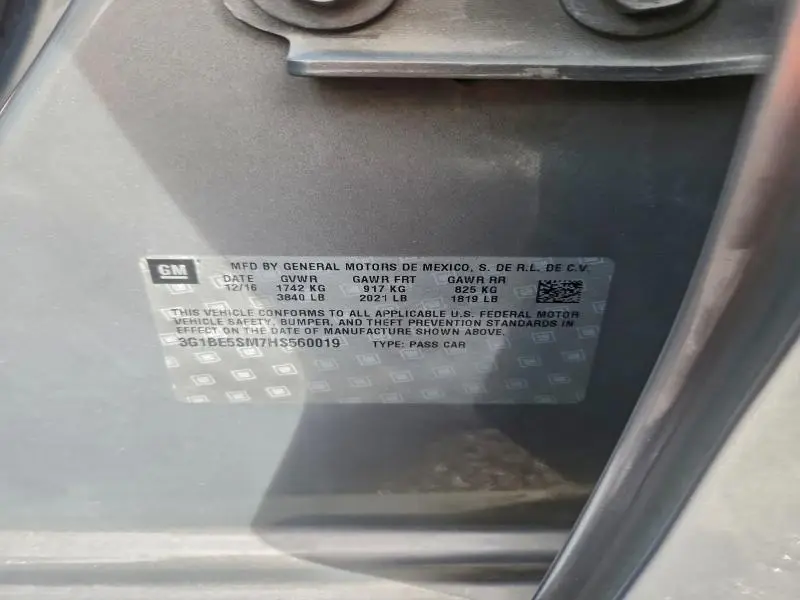 GM MFD BY GENERAL MOTORS DE MEXICO, S. DE R.L. DE C.V.
DATE GVWR GAWR FRT GAWR RR
12/16 1742 KG 917 KG 825 KG
3840 LB 2021 LB 1819 LB
THIS VEHICLE CONFORMS TO ALL APPLICABLE U.S. FEDERAL MOTOR
VEHICLE SAFETY, BUMPER, AND THEFT PREVENTION STANDARDS IN
EFFECT ON THE DATE OF MANUFACTURE SHOWN ABOVE.
3G1BE5SM7HS560019 TYPE: PASS CAR